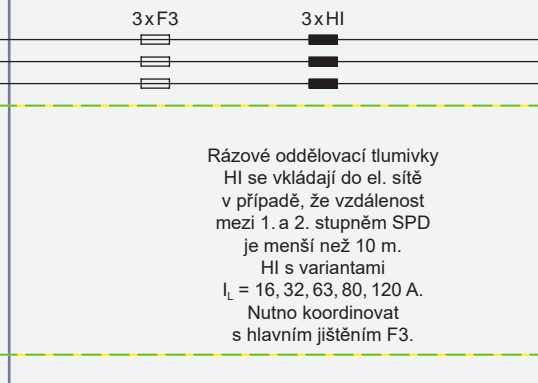 3xF3 3xHI
Rázové oddělovací tlumivky
HI se vkládají do el. sítě
v případě, že vzdálenost
mezi 1. a 2. stupněm SPD
je menší než 10 m.
HI s variantami
I_L = 16, 32, 63, 80, 120 A.
Nutno koordinovat
s hlavním jištěním F3.